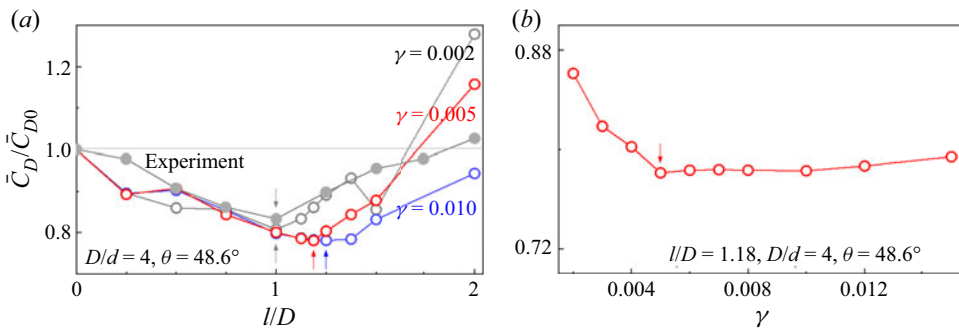 (a)
1.2
1.0
0.8
C̄_D/C̄_D0
γ = 0.002
γ = 0.005
Experiment
γ = 0.010
D/d = 4, θ = 48.6°
0
1
2
l/D
(b)
0.88
0.72
l/D = 1.18, D/d = 4, θ = 48.6°
0.004
0.008
0.012
γ